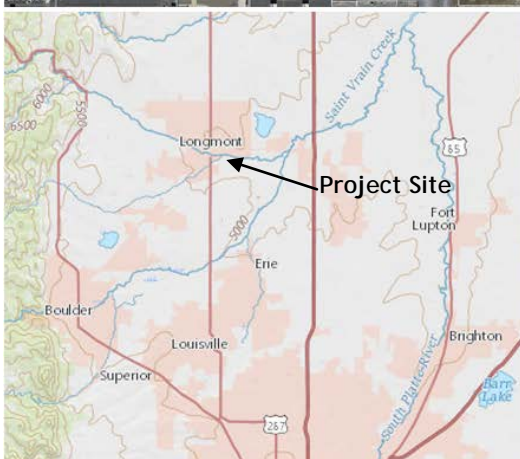 Saint Vrain Creek
6000
5500
6500
Longmont
65
Project Site
5000
Fort
Lupton
Erie
Boulder
Louisville
Brighton
Superior
South Platte River
Barr
Lake
287